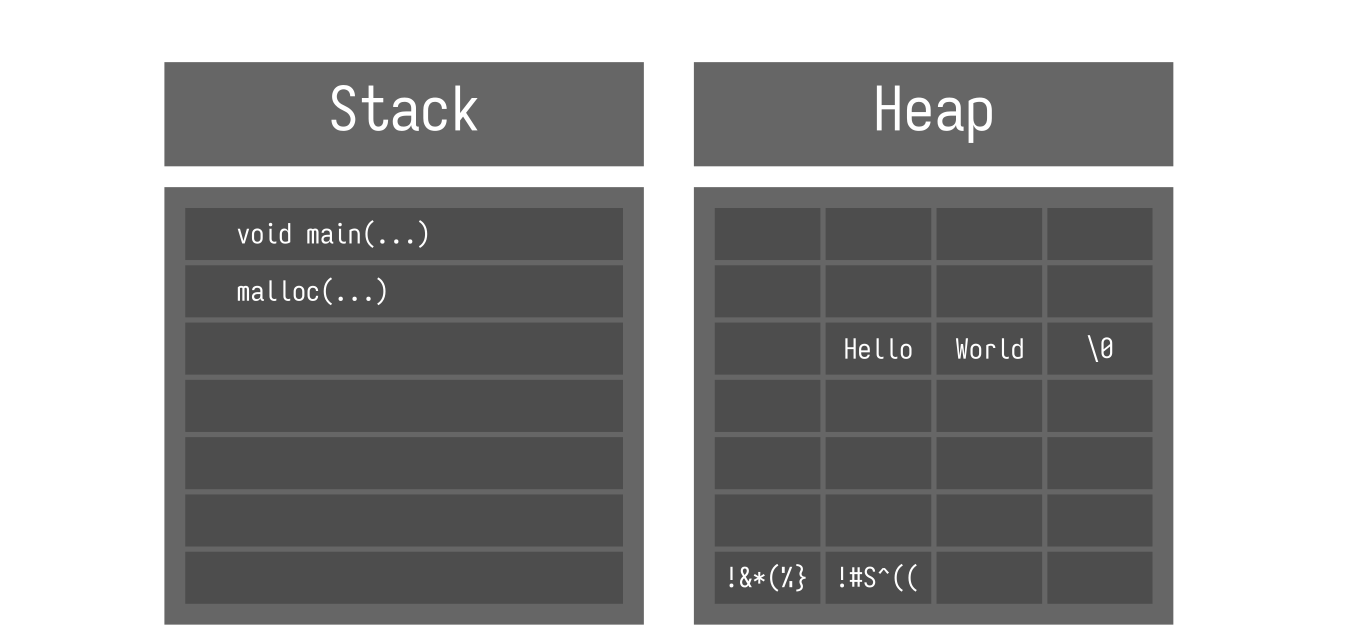 Stack
Heap
void main(...)
malloc(...)
Hello World \0
!&*(%} !#S^((